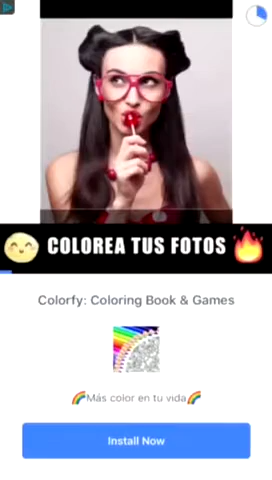 COLOREA TUS FOTOS
Colorfy: Coloring Book & Games
🌈Más color en tu vida🌈
Install Now